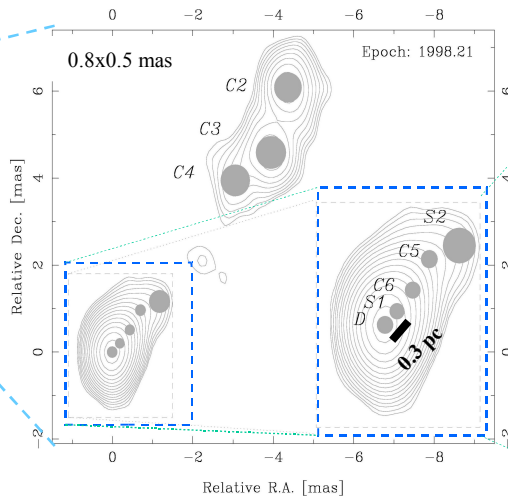 0 −2 −4 −6 −8
0.8x0.5 mas
Epoch: 1998.21
C2
C3
C4
S2
C5
C6
S1
D
0.3 pc
6
4
2
0
2
Relative Dec. [mas]
0 −2 −4 −6 −8
Relative R.A. [mas]